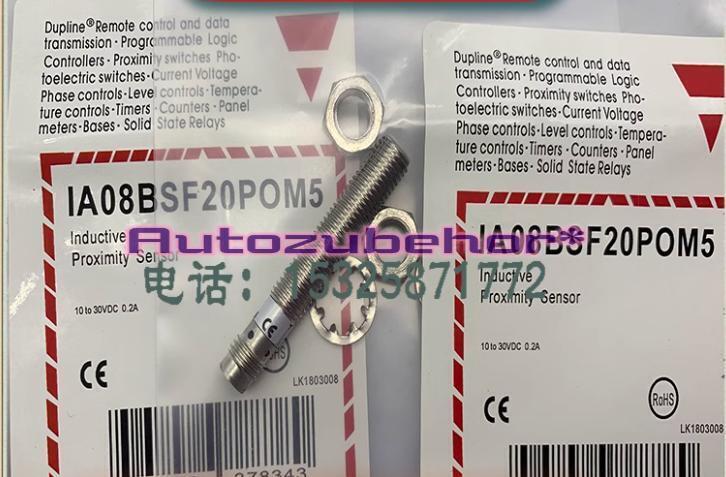 Dupline® Remote control and data
transmission · Programmable Logic
Controllers · Proximity switches · Pho-
toelectric switches · Current Voltage
Phase controls · Level controls · Tempera-
ture controls · Timers · Counters · Panel
meters · Bases · Solid State Relays
IA08BSF20POM5
Inductive
Proximity Sensor
10 to 30VDC 0.2A
CE
RoHS
LK1803008
278343
CE
Dupline® Remote control and data
transmission · Programmable Logic
Controllers · Proximity switches Pho-
toelectric switches · Current Voltage
Phase controls · Level controls · Tempera-
ture controls · Timers · Counters · Panel
meters · Bases · Solid State Relays
IA08BSF20POM5
Inductive
Proximity Sensor
10 to 30VDC 0.2A
CE
RoHS
LK1803008
Autozubehor*
电话：15325871772